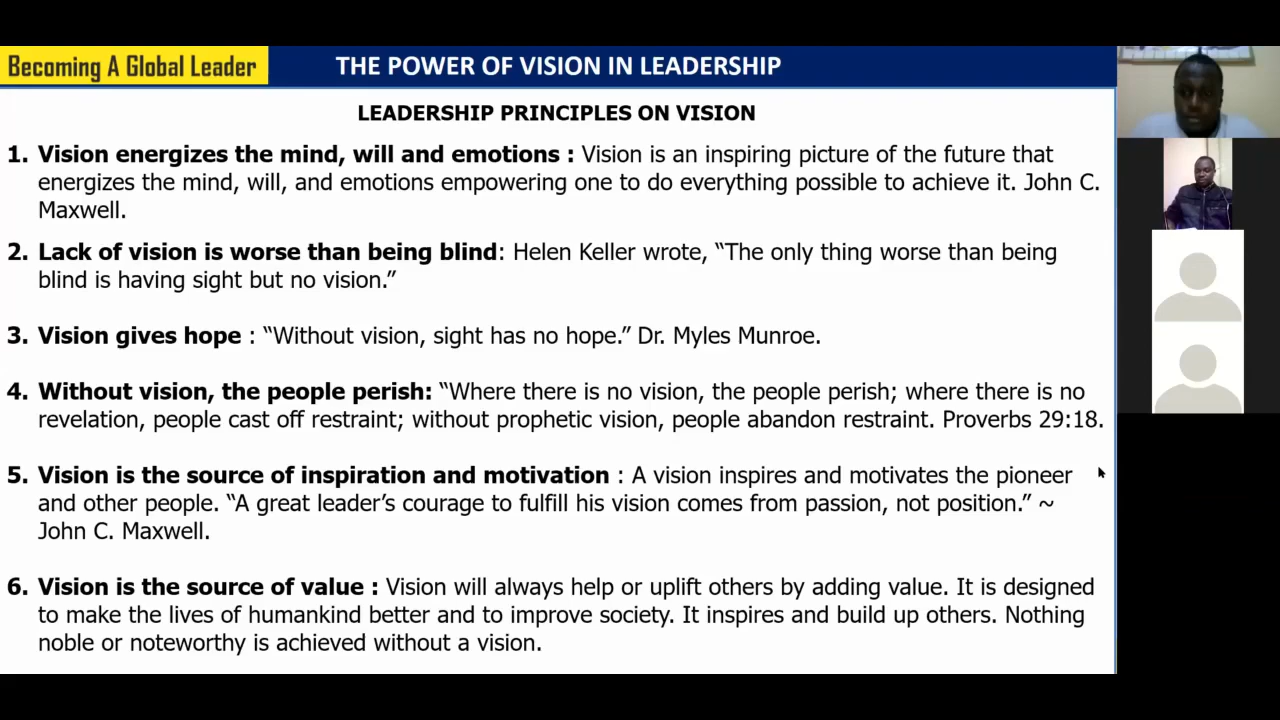 Becoming A Global Leader
THE POWER OF VISION IN LEADERSHIP
LEADERSHIP PRINCIPLES ON VISION
1. Vision energizes the mind, will and emotions : Vision is an inspiring picture of the future that
energizes the mind, will, and emotions empowering one to do everything possible to achieve it. John C.
Maxwell.
2. Lack of vision is worse than being blind: Helen Keller wrote, “The only thing worse than being
blind is having sight but no vision.”
3. Vision gives hope : “Without vision, sight has no hope.” Dr. Myles Munroe.
4. Without vision, the people perish: “Where there is no vision, the people perish; where there is no
revelation, people cast off restraint; without prophetic vision, people abandon restraint. Proverbs 29:18.
5. Vision is the source of inspiration and motivation : A vision inspires and motivates the pioneer
and other people. “A great leader’s courage to fulfill his vision comes from passion, not position.” ~
John C. Maxwell.
6. Vision is the source of value : Vision will always help or uplift others by adding value. It is designed
to make the lives of humankind better and to improve society. It inspires and build up others. Nothing
noble or noteworthy is achieved without a vision.